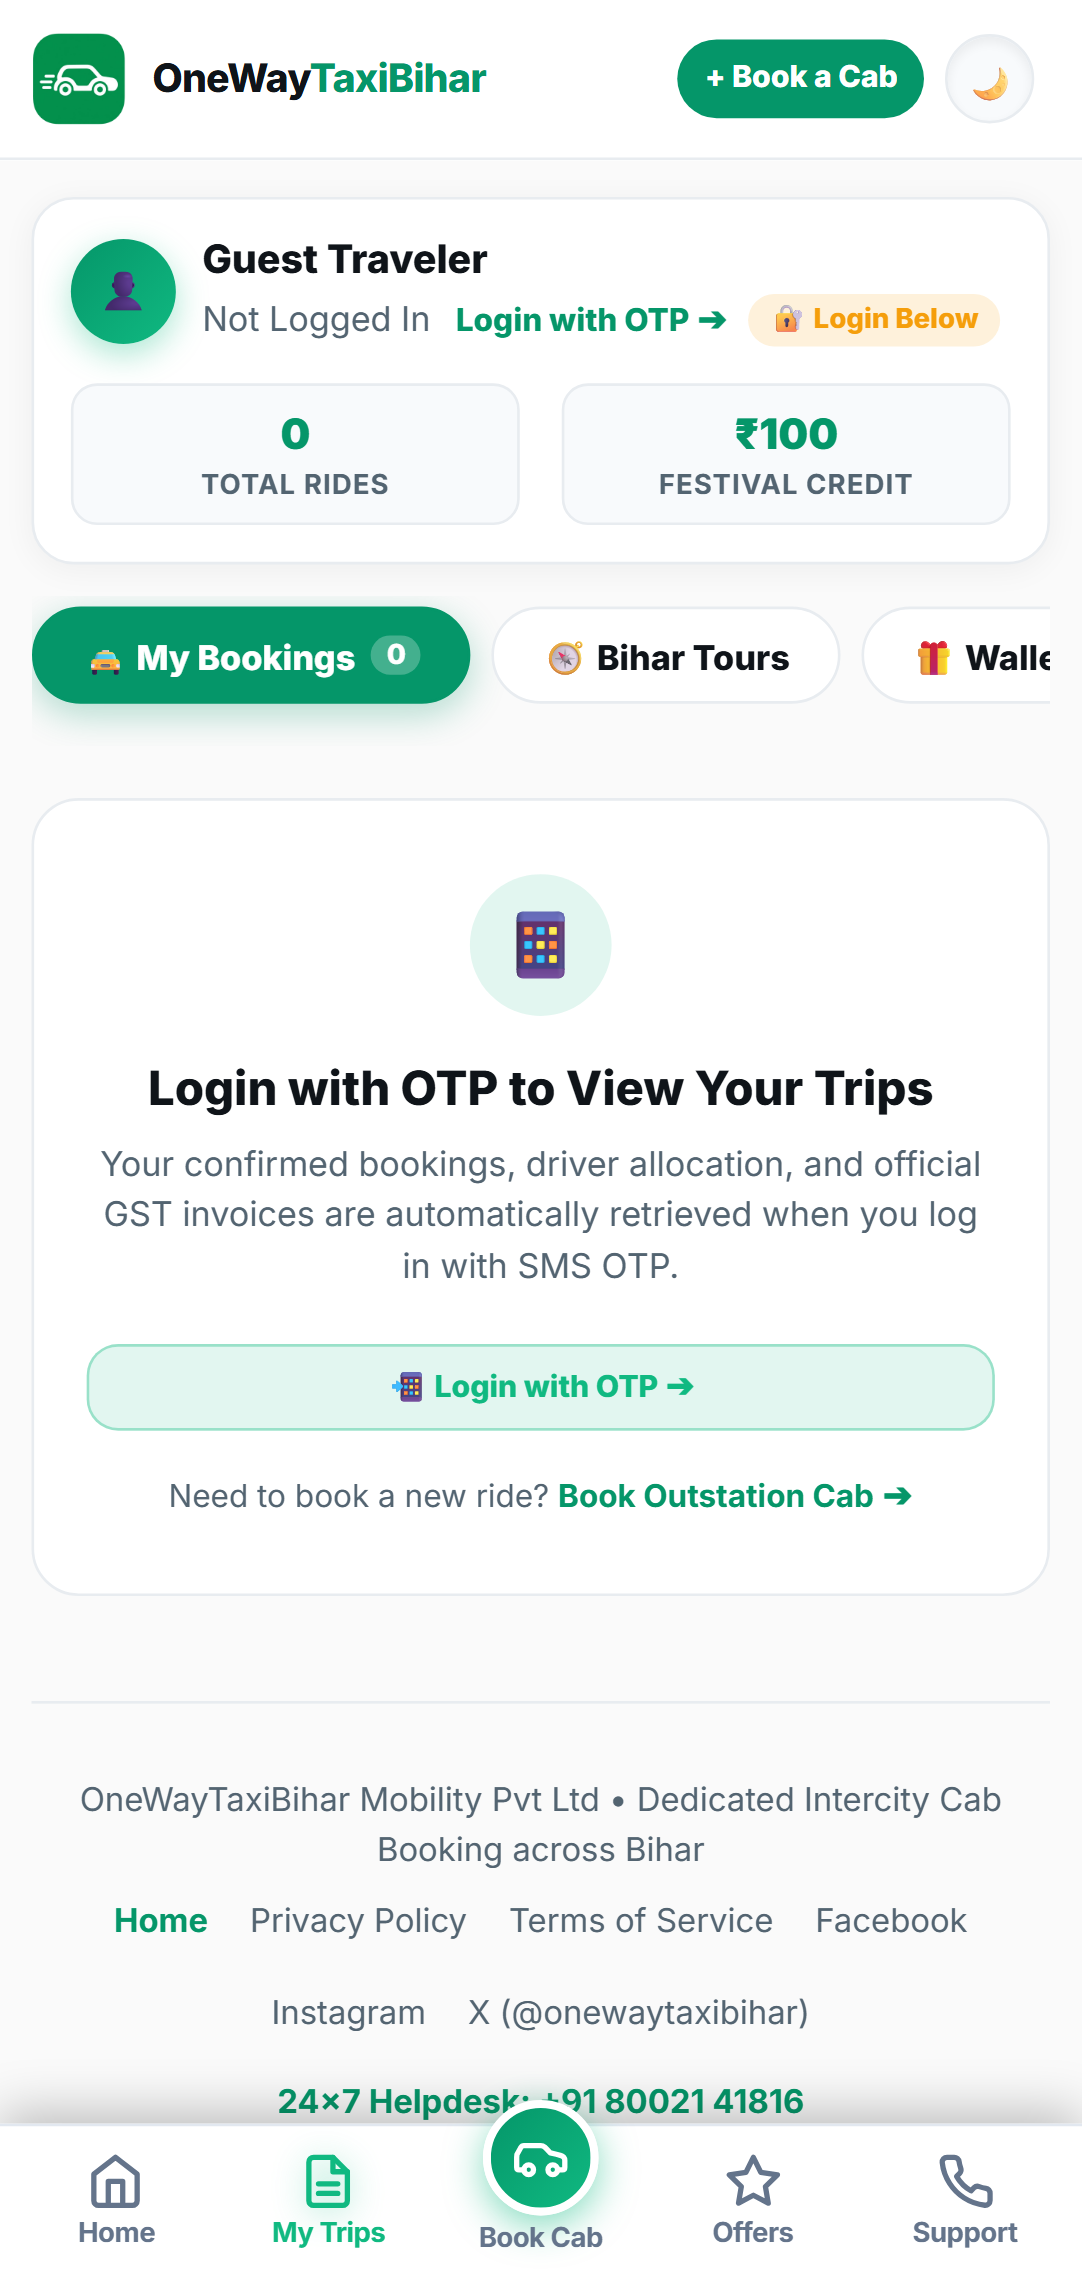 OneWayTaxiBihar
+ Book a Cab
Guest Traveler
Not Logged In Login with OTP ➔ Login Below
0
TOTAL RIDES
₹100
FESTIVAL CREDIT
My Bookings 0
Bihar Tours
Walle
Login with OTP to View Your Trips
Your confirmed bookings, driver allocation, and official
GST invoices are automatically retrieved when you log
in with SMS OTP.
Login with OTP ➔
Need to book a new ride? Book Outstation Cab ➔
OneWayTaxiBihar Mobility Pvt Ltd • Dedicated Intercity Cab
Booking across Bihar
Home Privacy Policy Terms of Service Facebook
Instagram X (@onewaytaxibihar)
24×7 Helpdesk: +91 80021 41816
Home
My Trips
Book Cab
Offers
Support